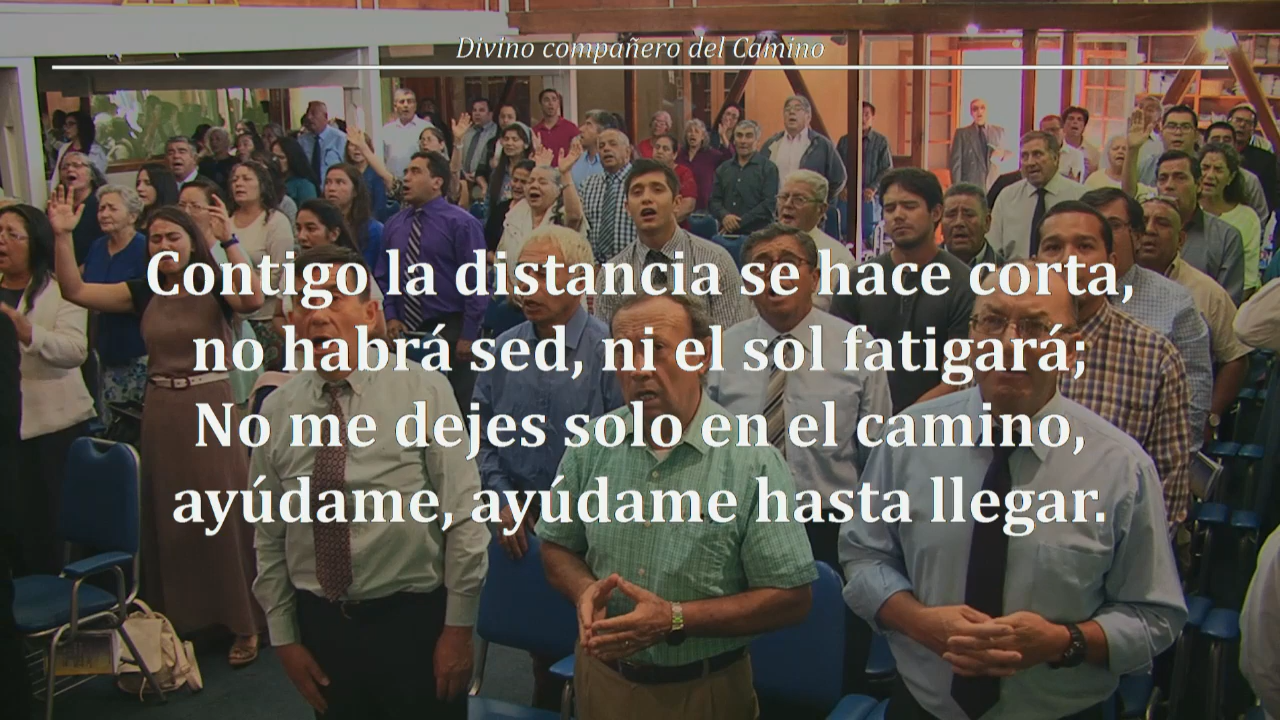 Divino compañero del Camino
Contigo la distancia se hace corta,
no habrá sed, ni el sol fatigará;
No me dejes solo en el camino,
ayúdame, ayúdame hasta llegar.